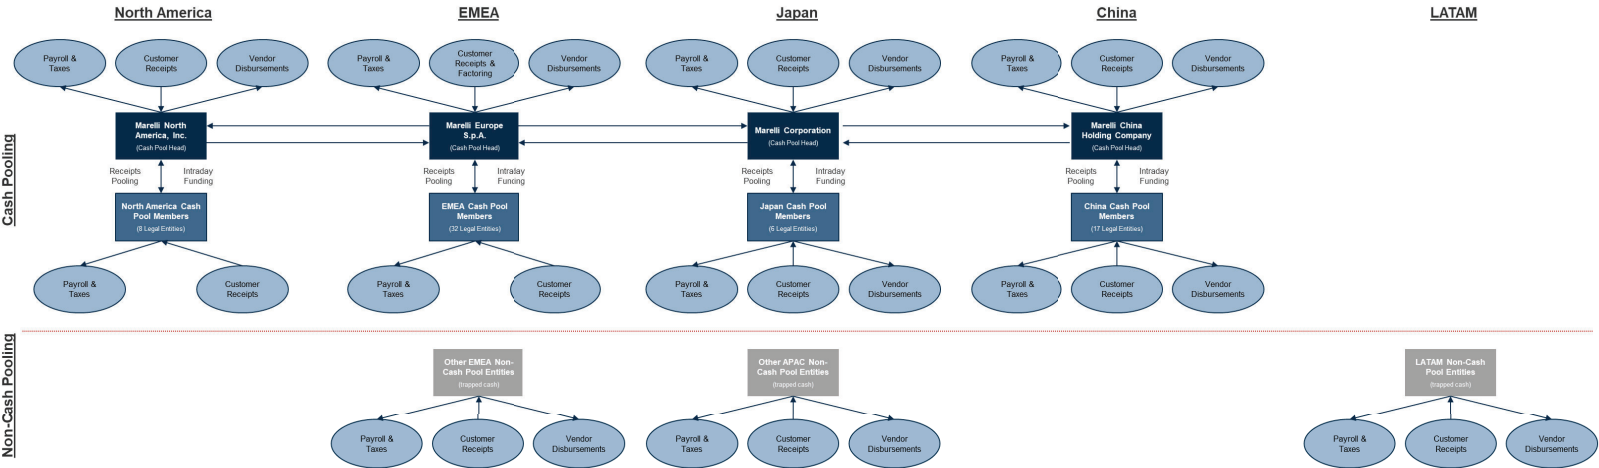 North America
EMEA
Japan
China
LATAM
Cash Pooling
Payroll &
Taxes
Customer
Receipts
Vendor
Disbursements
Payroll &
Taxes
Customer
Receipts &
Factoring
Vendor
Disbursements
Payroll &
Taxes
Customer
Receipts
Vendor
Disbursements
Payroll &
Taxes
Customer
Receipts
Vendor
Disbursements
Marelli North
America, Inc.
(Cash Pool Head)
Marelli Europe
S.p.A.
(Cash Pool Head)
Marelli Corporation
(Cash Pool Head)
Marelli China
Holding Company
(Cash Pool Head)
Receipts
Pooling
Intraday
Funding
Receipts
Pooling
Intraday
Funding
Receipts
Pooling
Intraday
Funding
Receipts
Pooling
Intraday
Funding
North America Cash
Pool Members
(8 Legal Entities)
EMEA Cash Pool
Members
(32 Legal Entities)
Japan Cash Pool
Members
(6 Legal Entities)
China Cash Pool
Members
(17 Legal Entities)
Payroll &
Taxes
Customer
Receipts
Payroll &
Taxes
Customer
Receipts
Payroll &
Taxes
Customer
Receipts
Vendor
Disbursements
Payroll &
Taxes
Customer
Receipts
Vendor
Disbursements
Non-Cash Pooling
Other EMEA Non-
Cash Pool Entities
(trapped cash)
Other APAC Non-
Cash Pool Entities
(trapped cash)
LATAM Non-Cash
Pool Entities
(trapped cash)
Payroll &
Taxes
Customer
Receipts
Vendor
Disbursements
Payroll &
Taxes
Customer
Receipts
Vendor
Disbursements
Payroll &
Taxes
Customer
Receipts
Vendor
Disbursements